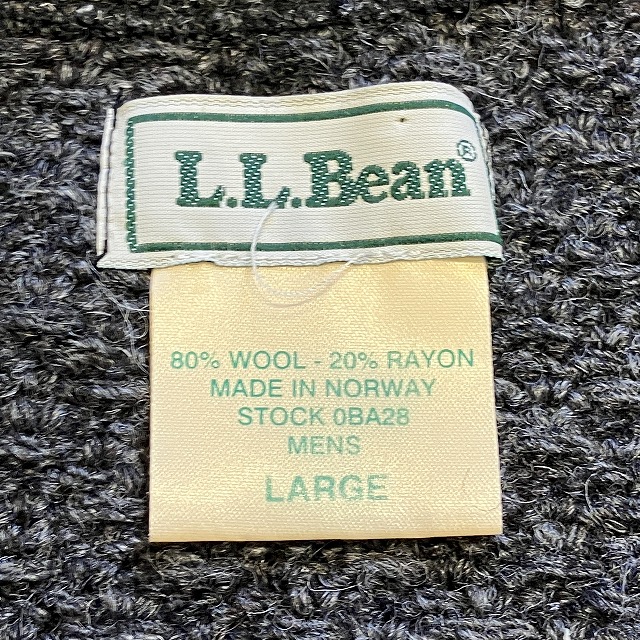 L.L.Bean®
80% WOOL - 20% RAYON
MADE IN NORWAY
STOCK 0BA28
MENS
LARGE